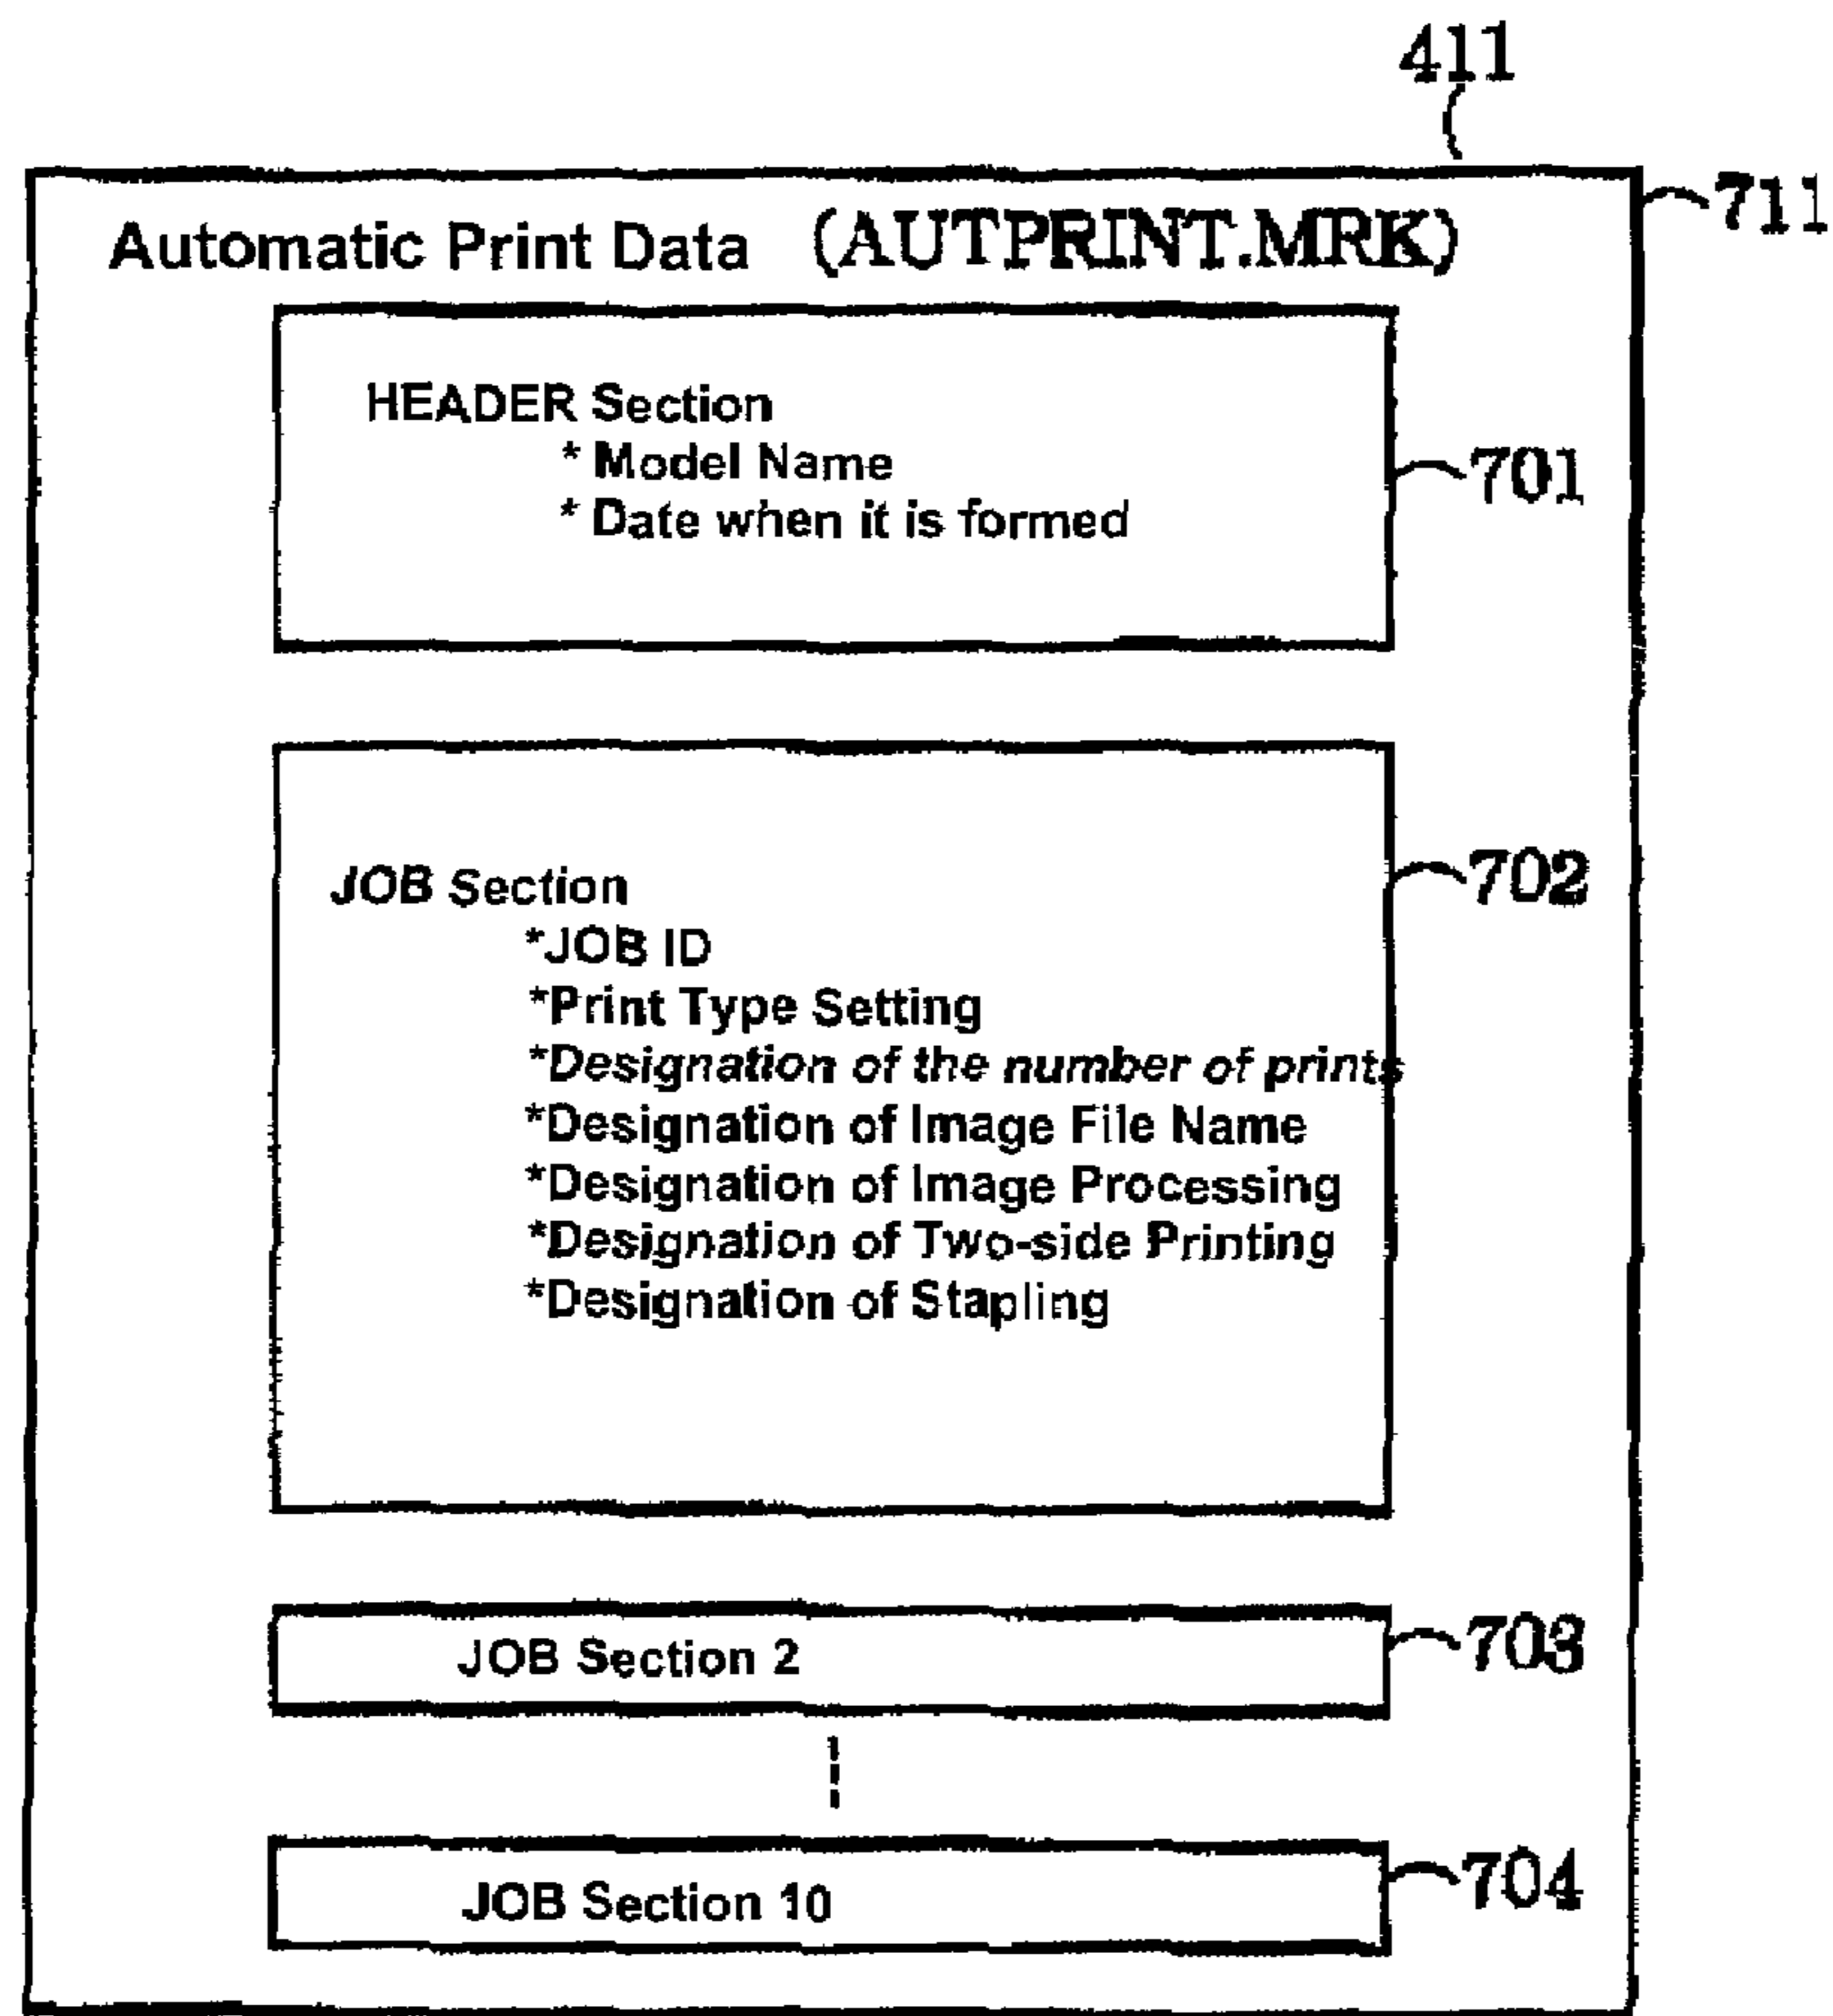 411
711
Automatic Print Data (AUTPRINT.MRK)
HEADER Section
* Model Name
* Date when it is formed
701
JOB Section
702
*JOB ID
*Print Type Setting
*Designation of the number of prints
*Designation of Image File Name
*Designation of Image Processing
*Designation of Two-side Printing
*Designation of Stapling
JOB Section 2
703
JOB Section 10
704